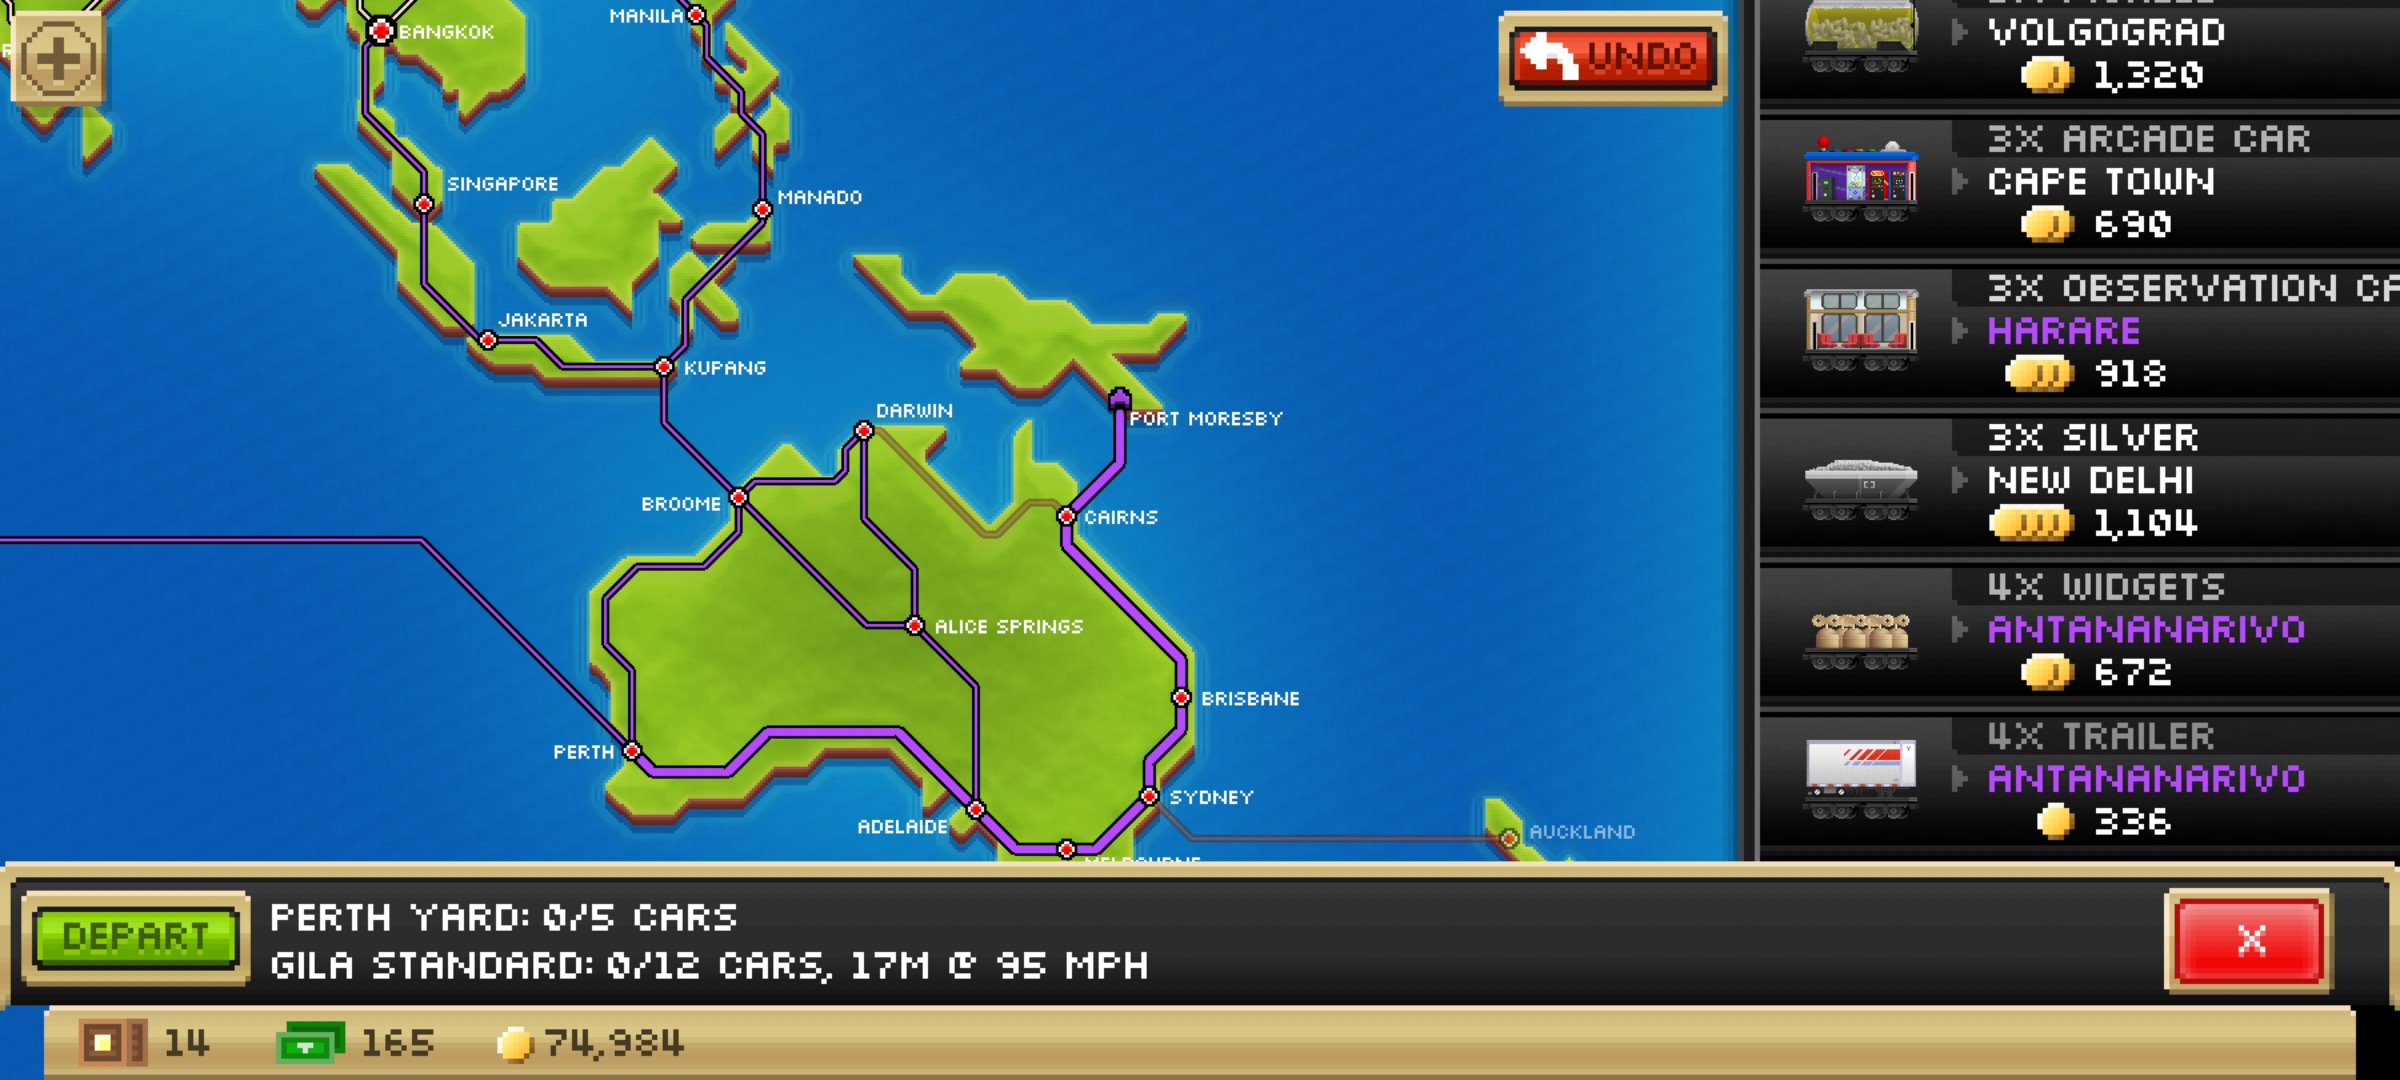 BANGKOK
MANILA
UNDO
SINGAPORE
MANADO
JAKARTA
KUPANG
DARWIN
PORT MORESBY
BROOME
CAIRNS
ALICE SPRINGS
BRISBANE
PERTH
SYDNEY
ADELAIDE
AUCKLAND
VOLGOGRAD
1,320
3X ARCADE CAR
CAPE TOWN
690
3X OBSERVATION CA
HARARE
918
3X SILVER
NEW DELHI
1,104
4X WIDGETS
ANTANANARIVO
672
4X TRAILER
ANTANANARIVO
336
DEPART
PERTH YARD: 0/5 CARS
GILA STANDARD: 0/12 CARS, 17M @ 95 MPH
X
14
165
74,984